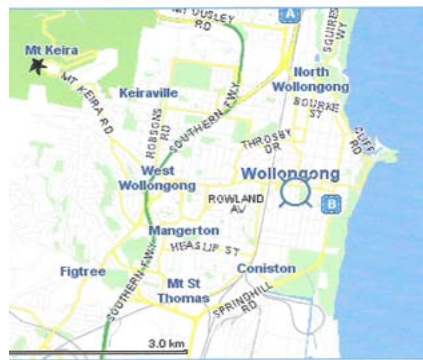 MT OUSLEY
RD
A
SQUIRES
WY
Mt Keira
MT KEIRA RD
North
Wollongong
Keiraville
BOURKE
ST
ROBSONS
RD
SOUTHERN F.W.Y.
THROSBY
DR
CLIFF
RD
West
Wollongong
Wollongong
ROWLAND
AV
B
Mangerton
HEASLIP ST
Figtree
Coniston
Mt St
Thomas
SOUTHERN F.W.Y.
SPRINGHILL
RD
3.0 km